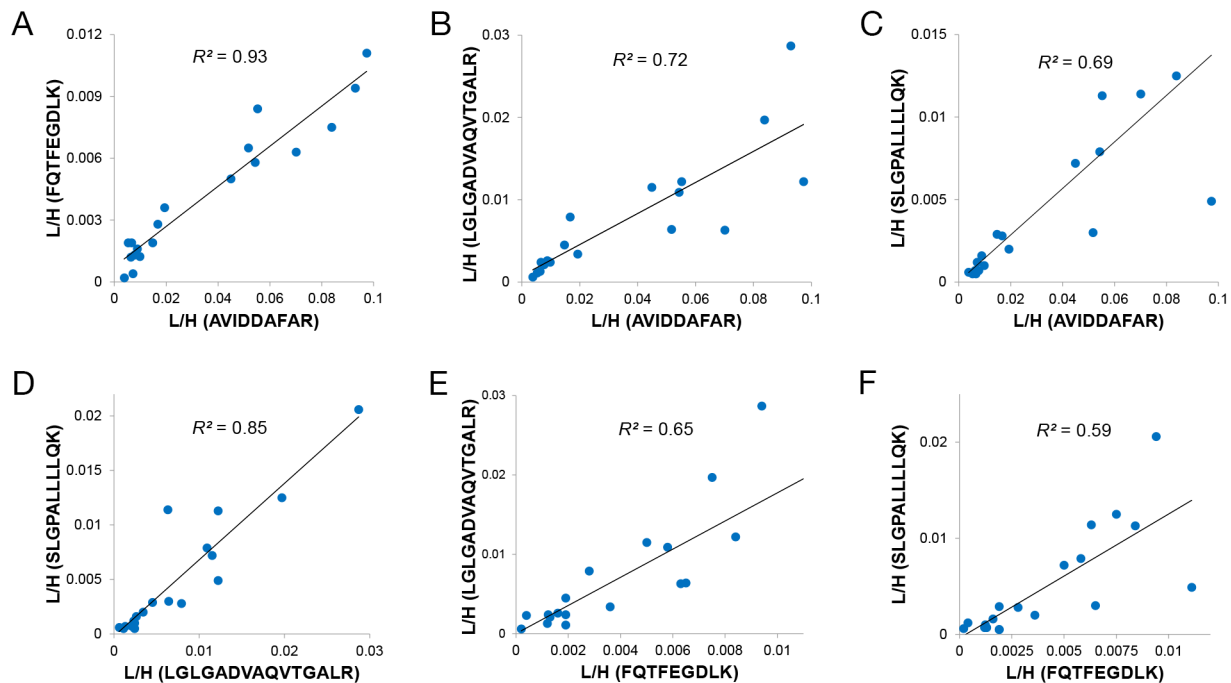 A
R² = 0.93
L/H (FQTFEGDLK)
0.012
0.009
0.006
0.003
0
0 0.02 0.04 0.06 0.08 0.1
L/H (AVIDDAFAR)
B
R² = 0.72
L/H (LGLGADVAQVTGALR)
0.03
0.02
0.01
0
0 0.02 0.04 0.06 0.08 0.1
L/H (AVIDDAFAR)
C
R² = 0.69
L/H (SLGPALLLLQK)
0.015
0.01
0.005
0
0 0.02 0.04 0.06 0.08 0.1
L/H (AVIDDAFAR)
D
R² = 0.85
L/H (SLGPALLLLQK)
0.02
0.015
0.01
0.005
0
0 0.01 0.02 0.03
L/H (LGLGADVAQVTGALR)
E
R² = 0.65
L/H (LGLGADVAQVTGALR)
0.03
0.02
0.01
0
0 0.002 0.004 0.006 0.008 0.01
L/H (FQTFEGDLK)
F
R² = 0.59
L/H (SLGPALLLLQK)
0.02
0.01
0
0 0.0025 0.005 0.0075 0.01
L/H (FQTFEGDLK)